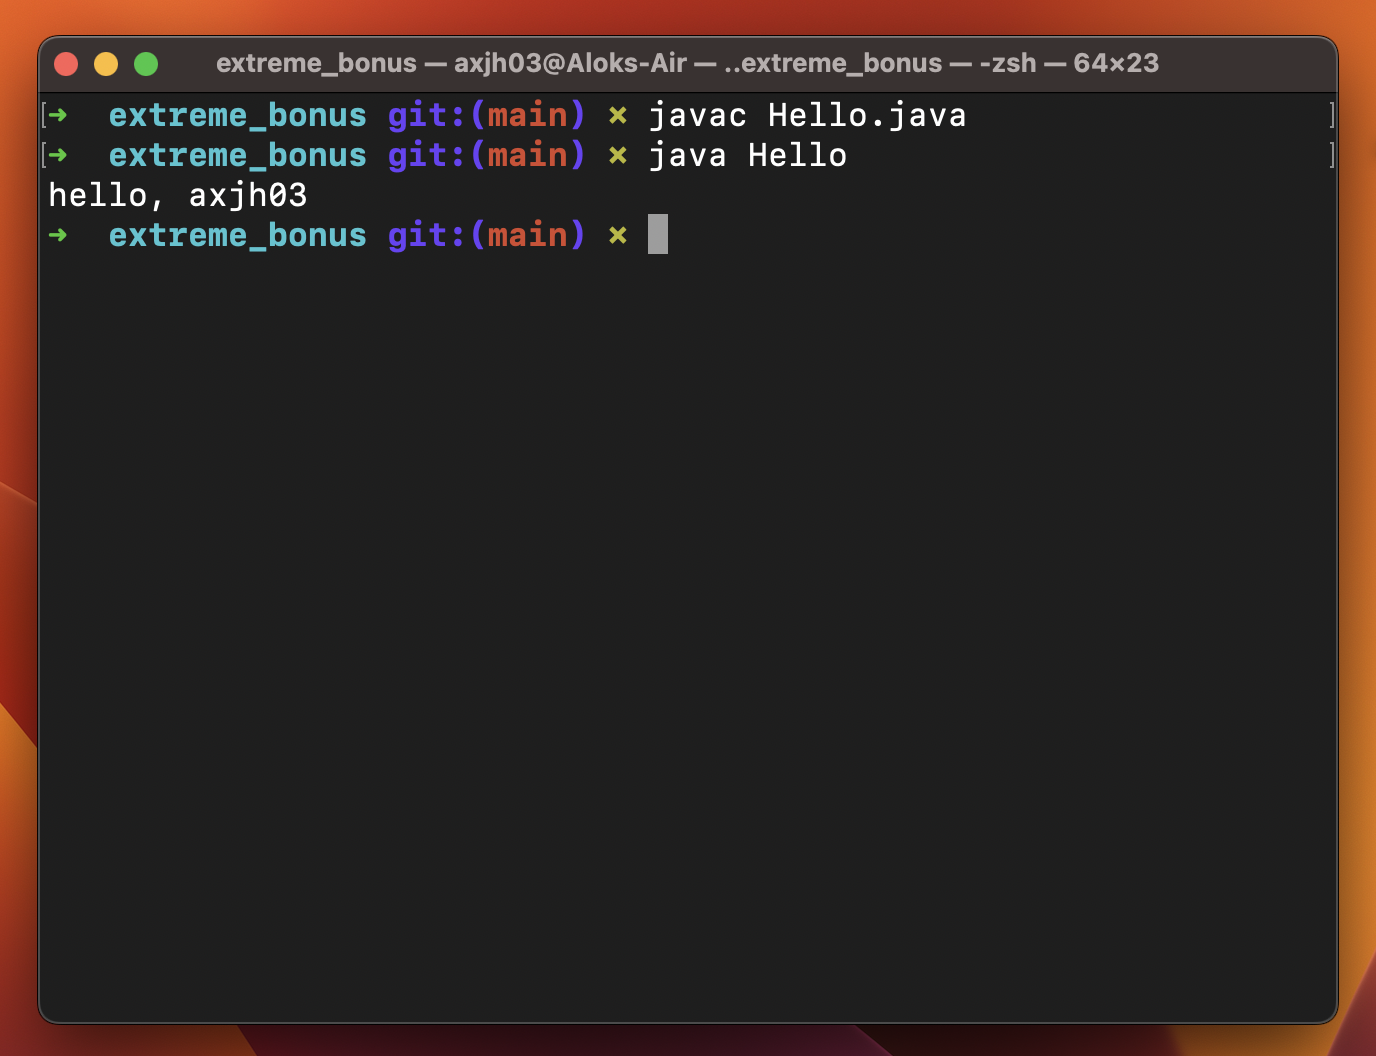 extreme_bonus — axjh03@Aloks-Air — ..extreme_bonus — -zsh — 64×23
[➜  extreme_bonus git:(main) ✗ javac Hello.java ]
[➜  extreme_bonus git:(main) ✗ java Hello ]
hello, axjh03
➜  extreme_bonus git:(main) ✗